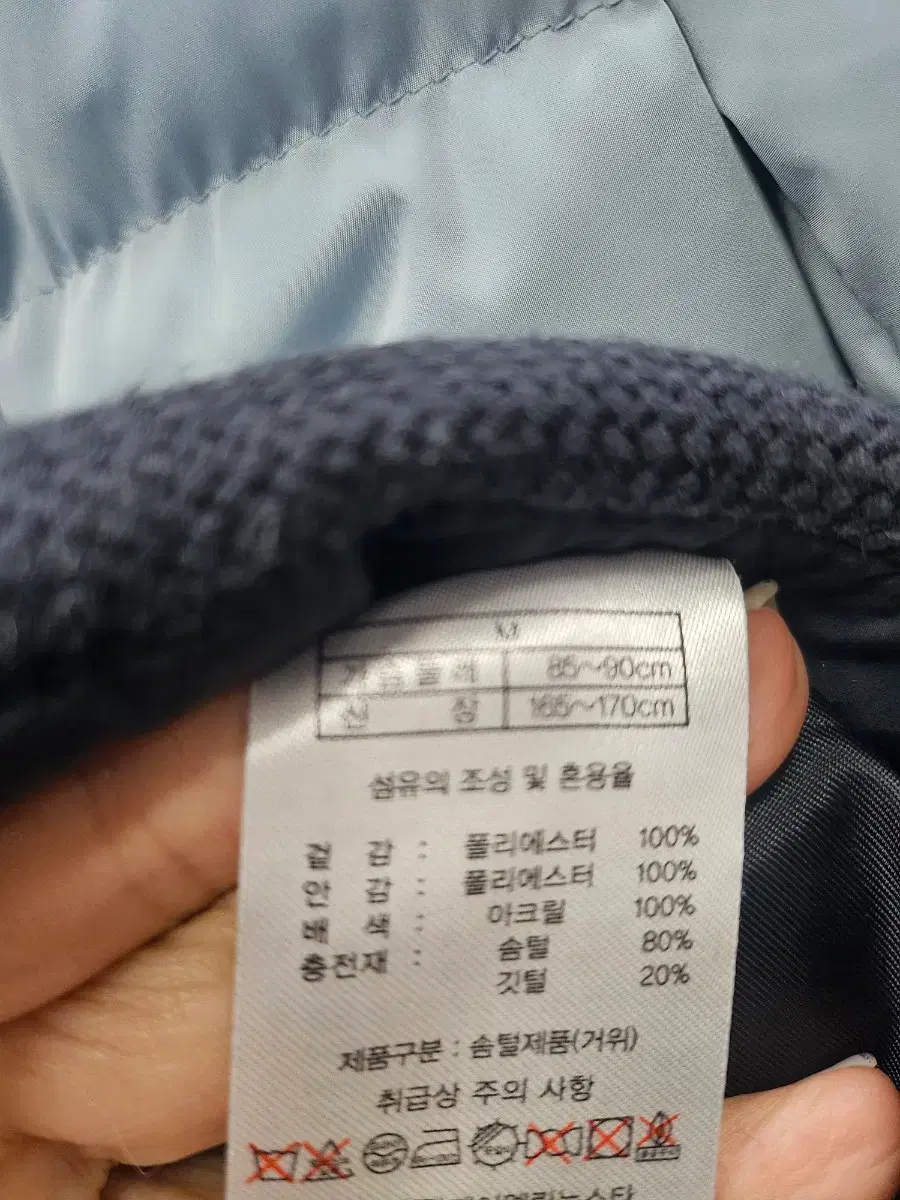 M
가슴둘레 85~90cm
신 장 165~170cm
섬유의 조성 및 혼용율
겉 감 : 폴리에스터 100%
안 감 : 폴리에스터 100%
배 색 : 아크릴 100%
충전재 : 솜털 80%
깃털 20%
제품구분 : 솜털제품(거위)
취급상 주의 사항